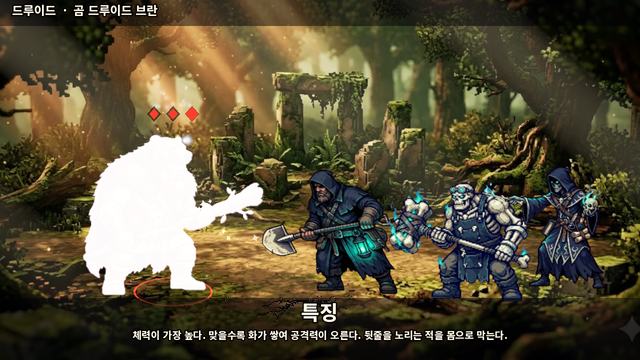 드루이드 · 곰 드루이드 브란
특징
체력이 가장 높다. 맞을수록 화가 쌓여 공격력이 오른다. 뒷줄을 노리는 적을 몸으로 막는다.